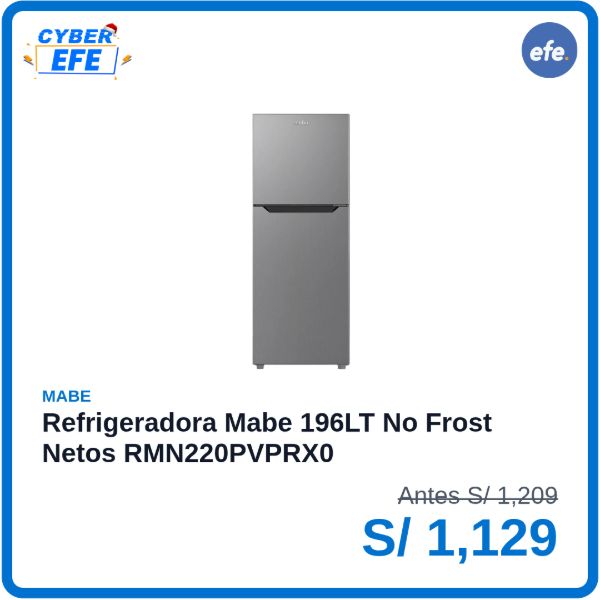 CYBER
EFE
efe.
MABE
Refrigeradora Mabe 196LT No Frost
Netos RMN220PVPRX0
Antes S/ 1,209
S/ 1,129